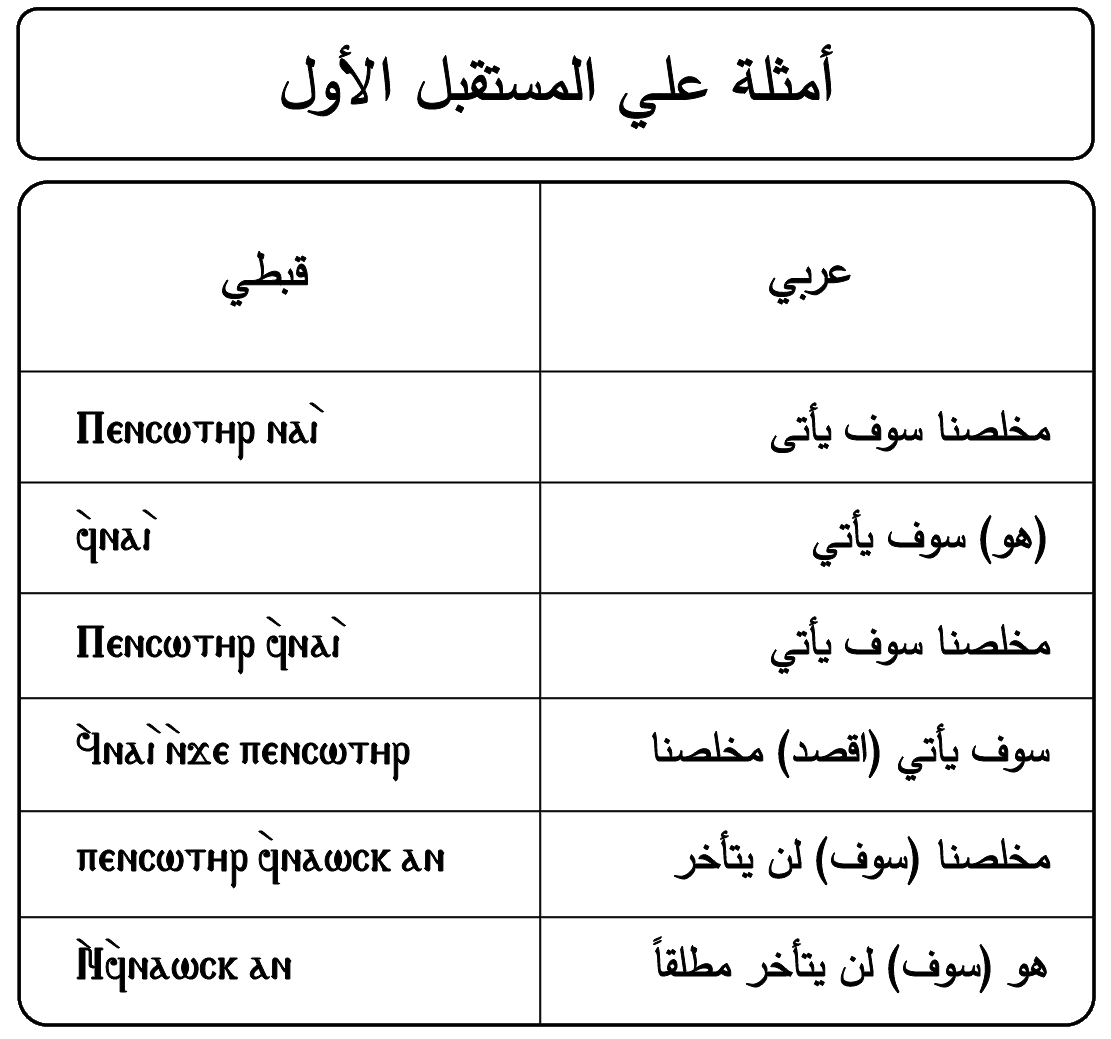 أمثلة علي المستقبل الأول
عربي
قبطي
مخلصنا سوف يأتى
Ⲡⲉⲛⲥⲱⲧⲏⲣ ⲛⲁⲓ̀
(هو) سوف يأتي
ϥ̀ⲛⲁⲓ̀
مخلصنا سوف يأتي
Ⲡⲉⲛⲥⲱⲧⲏⲣ ϥ̀ⲛⲁⲓ̀
سوف يأتي (اقصد) مخلصنا
Ϥ̀ⲛⲁⲓ̀ ⲛ̀ϫⲉ ⲡⲉⲛⲥⲱⲧⲏⲣ
مخلصنا (سوف) لن يتأخر
ⲡⲉⲛⲥⲱⲧⲏⲣ ϥ̀ⲛⲁⲱⲥⲕ ⲁⲛ
هو (سوف) لن يتأخر مطلقاً
Ⲛ̀ϥ̀ⲛⲁⲱⲥⲕ ⲁⲛ